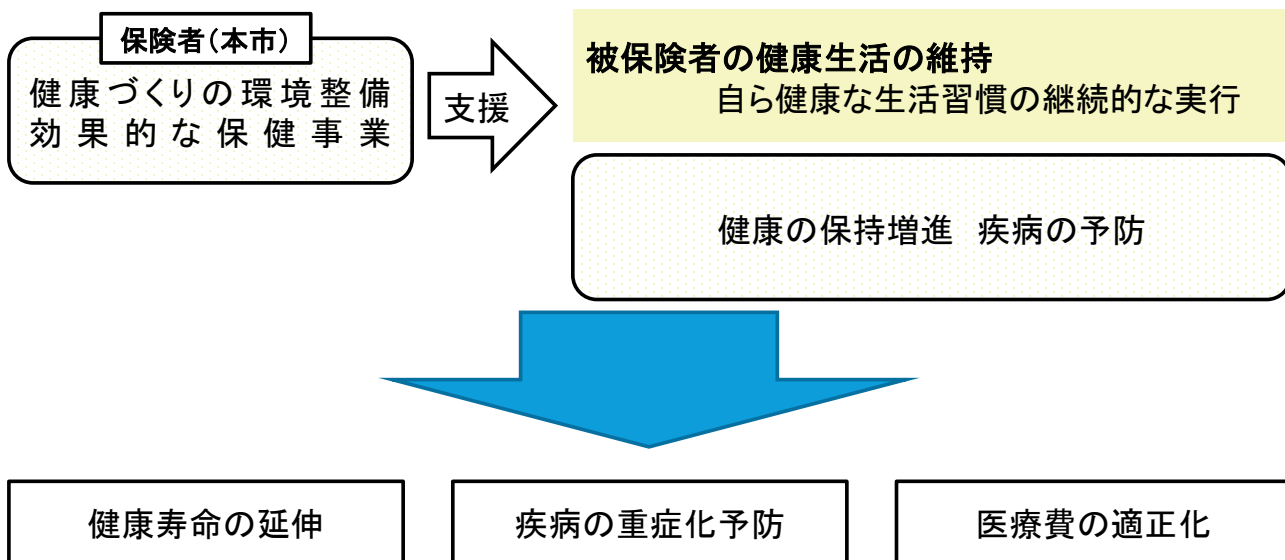 保険者(本市)
健康づくりの環境整備
効果的な保健事業
支援
被保険者の健康生活の維持
自ら健康な生活習慣の継続的な実行
健康の保持増進 疾病の予防
健康寿命の延伸
疾病の重症化予防
医療費の適正化